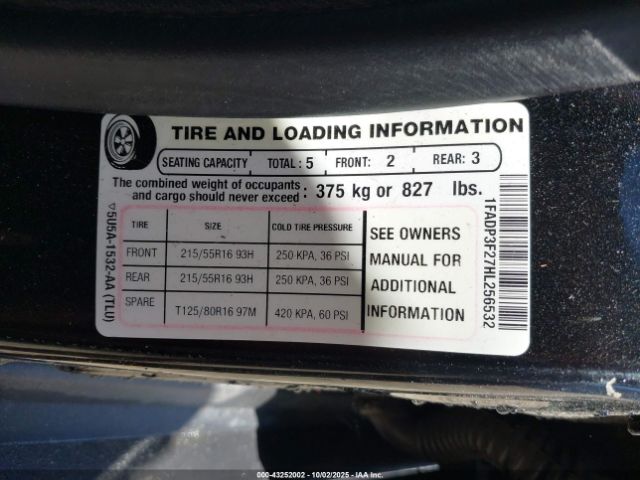 TIRE AND LOADING INFORMATION
SEATING CAPACITY TOTAL: 5 FRONT: 2 REAR: 3
The combined weight of occupants and cargo should never exceed: 375 kg or 827 lbs.
TIRE SIZE COLD TIRE PRESSURE
FRONT 215/55R16 93H 250 KPA, 36 PSI
REAR 215/55R16 93H 250 KPA, 36 PSI
SPARE T125/80R16 97M 420 KPA, 60 PSI
SEE OWNERS
MANUAL FOR
ADDITIONAL
INFORMATION
▽5U5A-1532-AA (TLU)
1FADP3F27HL256532
000-43252002 - 10/02/2025 - IAA Inc.